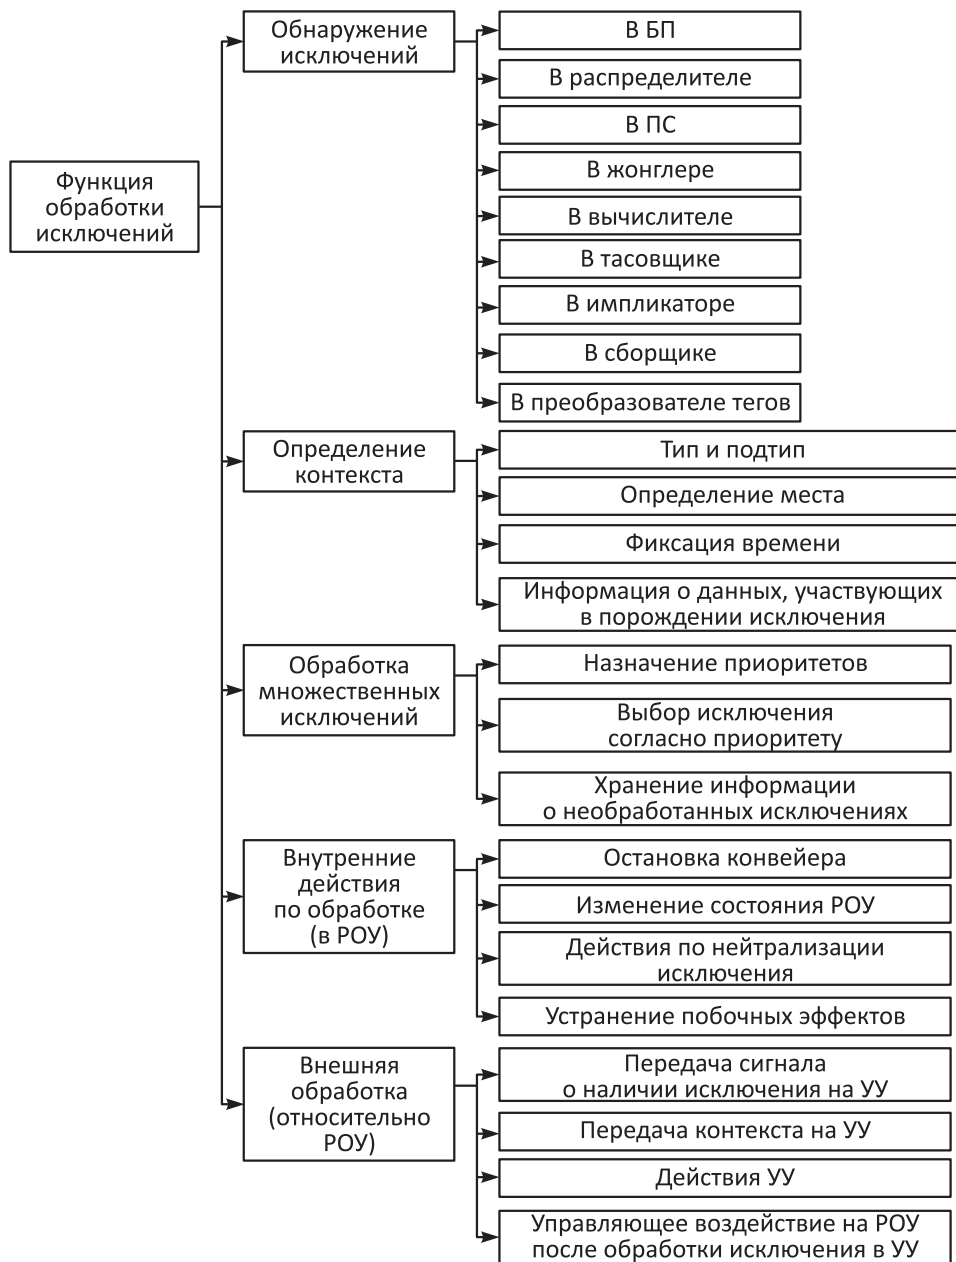 Функция
обработки
исключений
Обнаружение
исключений
В БП
В распределителе
В ПС
В жонглере
В вычислителе
В тасовщике
В импликаторе
В сборщике
В преобразователе тегов
Определение
контекста
Тип и подтип
Определение места
Фиксация времени
Информация о данных, участвующих
в порождении исключения
Обработка
множественных
исключений
Назначение приоритетов
Выбор исключения
согласно приоритету
Хранение информации
о необработанных исключениях
Внутренние
действия
по обработке
(в РОУ)
Остановка конвейера
Изменение состояния РОУ
Действия по нейтрализации
исключения
Устранение побочных эффектов
Внешняя
обработка
(относительно
РОУ)
Передача сигнала
о наличии исключения на УУ
Передача контекста на УУ
Действия УУ
Управляющее воздействие на РОУ
после обработки исключения в УУ